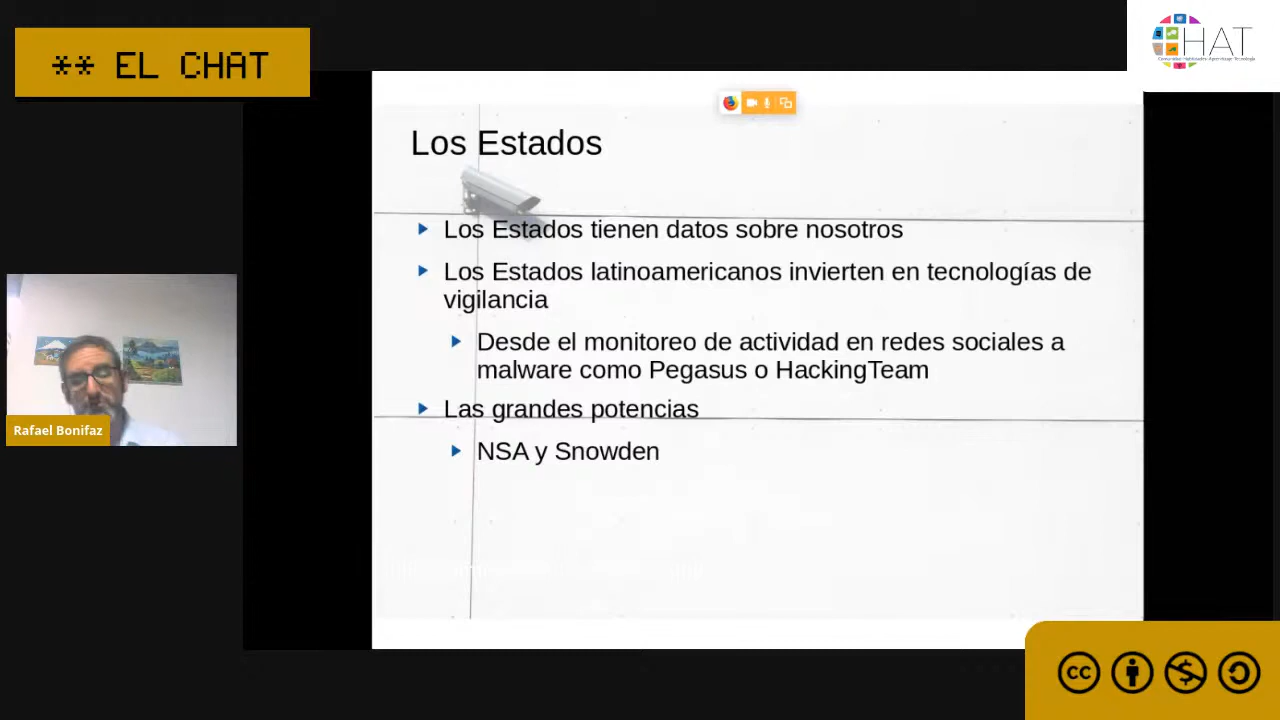 ** EL CHAT
HAT
Los Estados
Los Estados tienen datos sobre nosotros
Los Estados latinoamericanos invierten en tecnologías de
vigilancia
Desde el monitoreo de actividad en redes sociales a
malware como Pegasus o HackingTeam
Las grandes potencias
NSA y Snowden
Rafael Bonifaz
cc